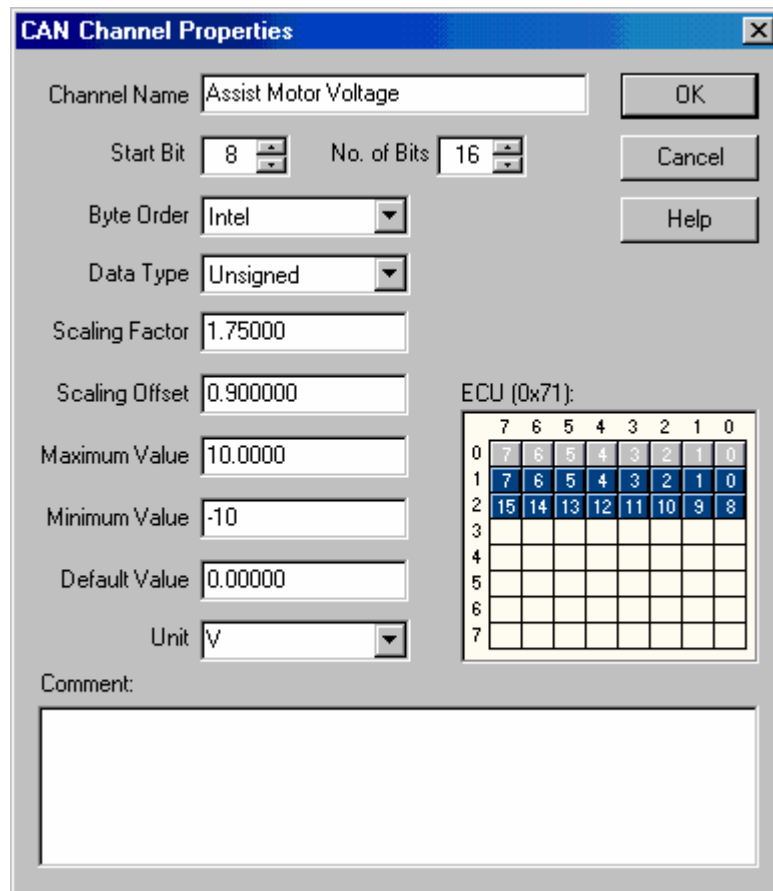 CAN Channel Properties
Channel Name Assist Motor Voltage OK
Start Bit 8 No. of Bits 16 Cancel
Byte Order Intel Help
Data Type Unsigned
Scaling Factor 1.75000
Scaling Offset 0.900000 ECU (0x71):
7 6 5 4 3 2 1 0
0 7 6 5 4 3 2 1 0
Maximum Value 10.0000
1 7 6 5 4 3 2 1 0
2 15 14 13 12 11 10 9 8
Minimum Value -10
3
4
Default Value 0.00000
5
6
Unit V
7
Comment: